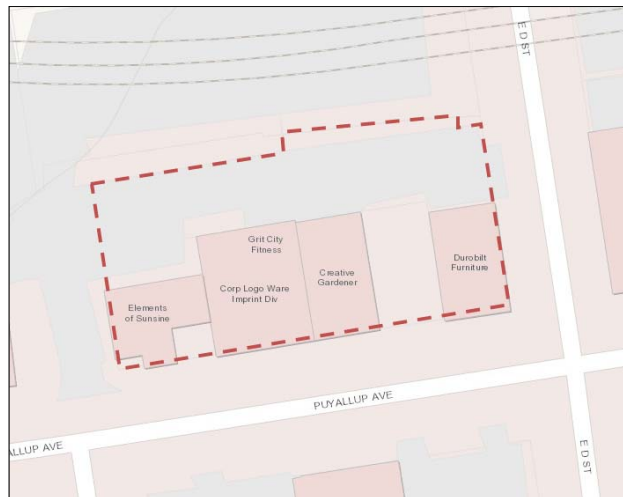 E D ST
Grit City
Fitness
Elements
of Sunsine
Corp Logo Ware
Imprint Div
Creative
Gardener
Durobilt
Furniture
PUYALLUP AVE
ALLUP AVE
E D ST